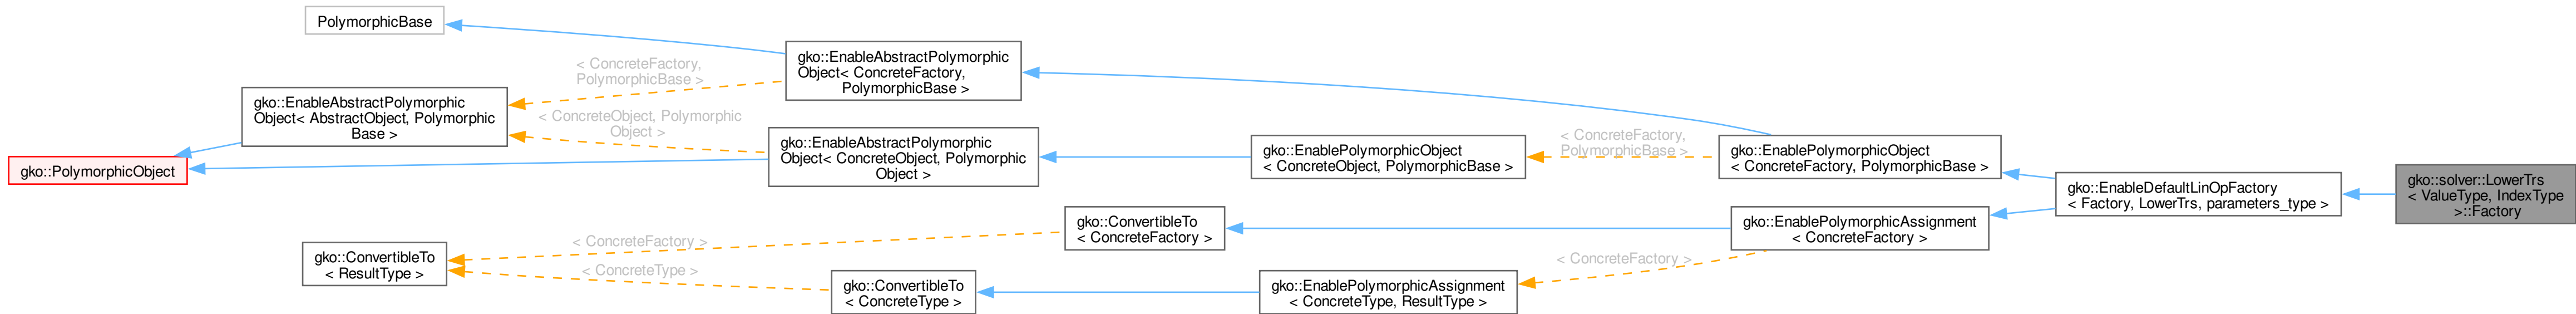 PolymorphicBase
gko::EnableAbstractPolymorphic
Object< ConcreteFactory,
PolymorphicBase >
< ConcreteFactory,
PolymorphicBase >
gko::EnableAbstractPolymorphic
Object< AbstractObject, Polymorphic
Base >
< ConcreteObject, Polymorphic
Object >
gko::EnableAbstractPolymorphic
Object< ConcreteObject, Polymorphic
Object >
gko::EnablePolymorphicObject
< ConcreteObject, PolymorphicBase >
< ConcreteFactory,
PolymorphicBase >
gko::EnablePolymorphicObject
< ConcreteFactory, PolymorphicBase >
gko::PolymorphicObject
gko::EnableDefaultLinOpFactory
< Factory, LowerTrs, parameters_type >
gko::solver::LowerTrs
< ValueType, IndexType
>::Factory
gko::ConvertibleTo
< ConcreteFactory >
gko::EnablePolymorphicAssignment
< ConcreteFactory >
< ConcreteFactory >
gko::ConvertibleTo
< ResultType >
< ConcreteType >
gko::ConvertibleTo
< ConcreteType >
gko::EnablePolymorphicAssignment
< ConcreteType, ResultType >
< ConcreteFactory >